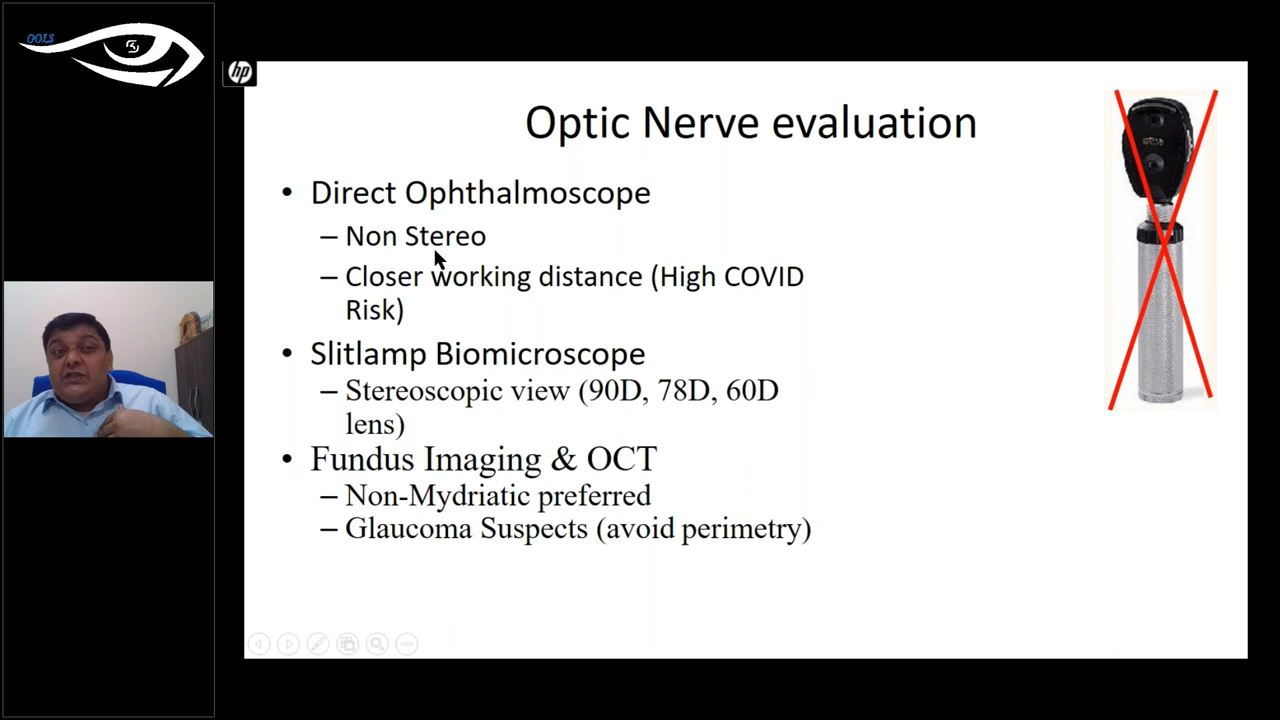 OOLS
hp
Optic Nerve evaluation
• Direct Ophthalmoscope
– Non Stereo
– Closer working distance (High COVID
Risk)
• Slitlamp Biomicroscope
– Stereoscopic view (90D, 78D, 60D
lens)
• Fundus Imaging & OCT
– Non-Mydriatic preferred
– Glaucoma Suspects (avoid perimetry)